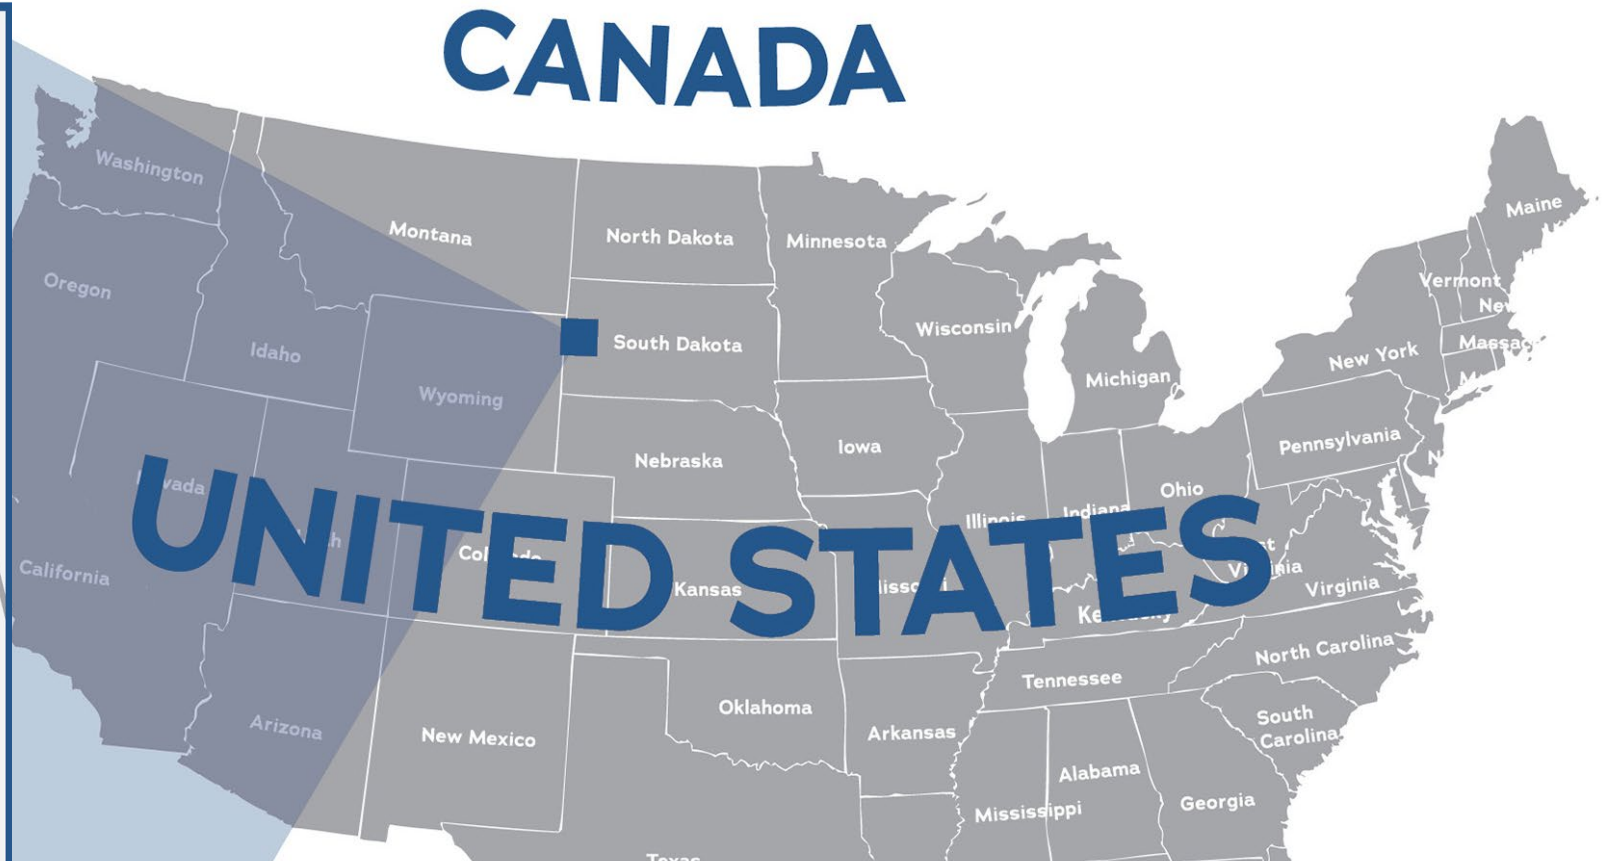 CANADA
Washington
Maine
Montana
North Dakota
Minnesota
Oregon
Vermont
Wisconsin
South Dakota
New York
Idaho
Michigan
Wyoming
Pennsylvania
Iowa
Nebraska
Ohio
UNITED STATES
Kansas
California
Virginia
North Carolina
Tennessee
Oklahoma
South
Carolina
Arizona
Arkansas
New Mexico
Alabama
Georgia
Mississippi